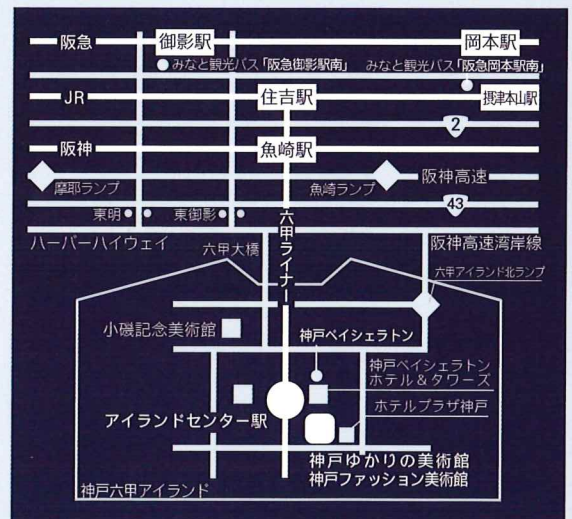 阪急
御影駅
岡本駅
みなと観光バス「阪急御影駅南」
みなと観光バス「阪急岡本駅南」
JR
住吉駅
摂津本山駅
2
阪神
魚崎駅
摩耶ランプ
魚崎ランプ
阪神高速
43
東明
東御影
六甲ライナー
ハーバーハイウェイ
六甲大橋
阪神高速湾岸線
六甲アイランド北ランプ
小磯記念美術館
神戸ベイシェラトン
神戸ベイシェラトン
ホテル&タワーズ
アイランドセンター駅
ホテルプラザ神戸
神戸ゆかりの美術館
神戸ファッション美術館
神戸六甲アイランド